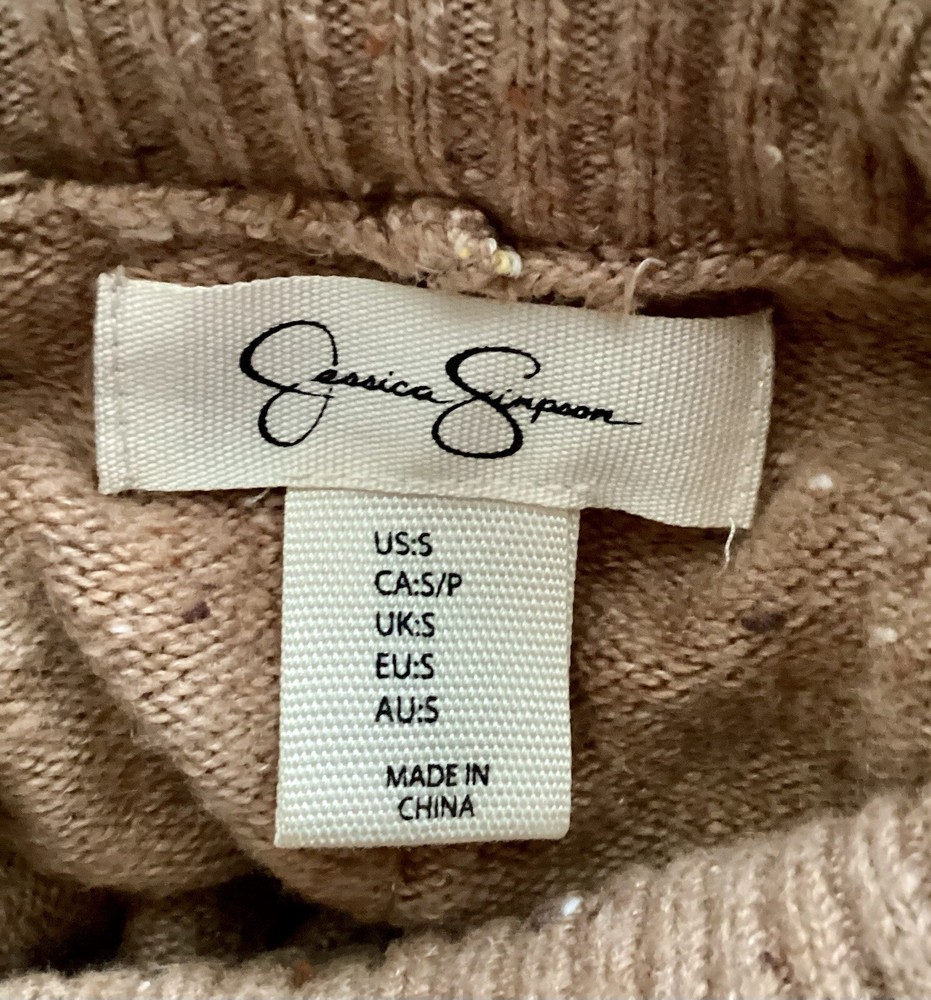 Jessica Simpson
US:S
CA:S/P
UK:S
EU:S
AU:S
MADE IN
CHINA